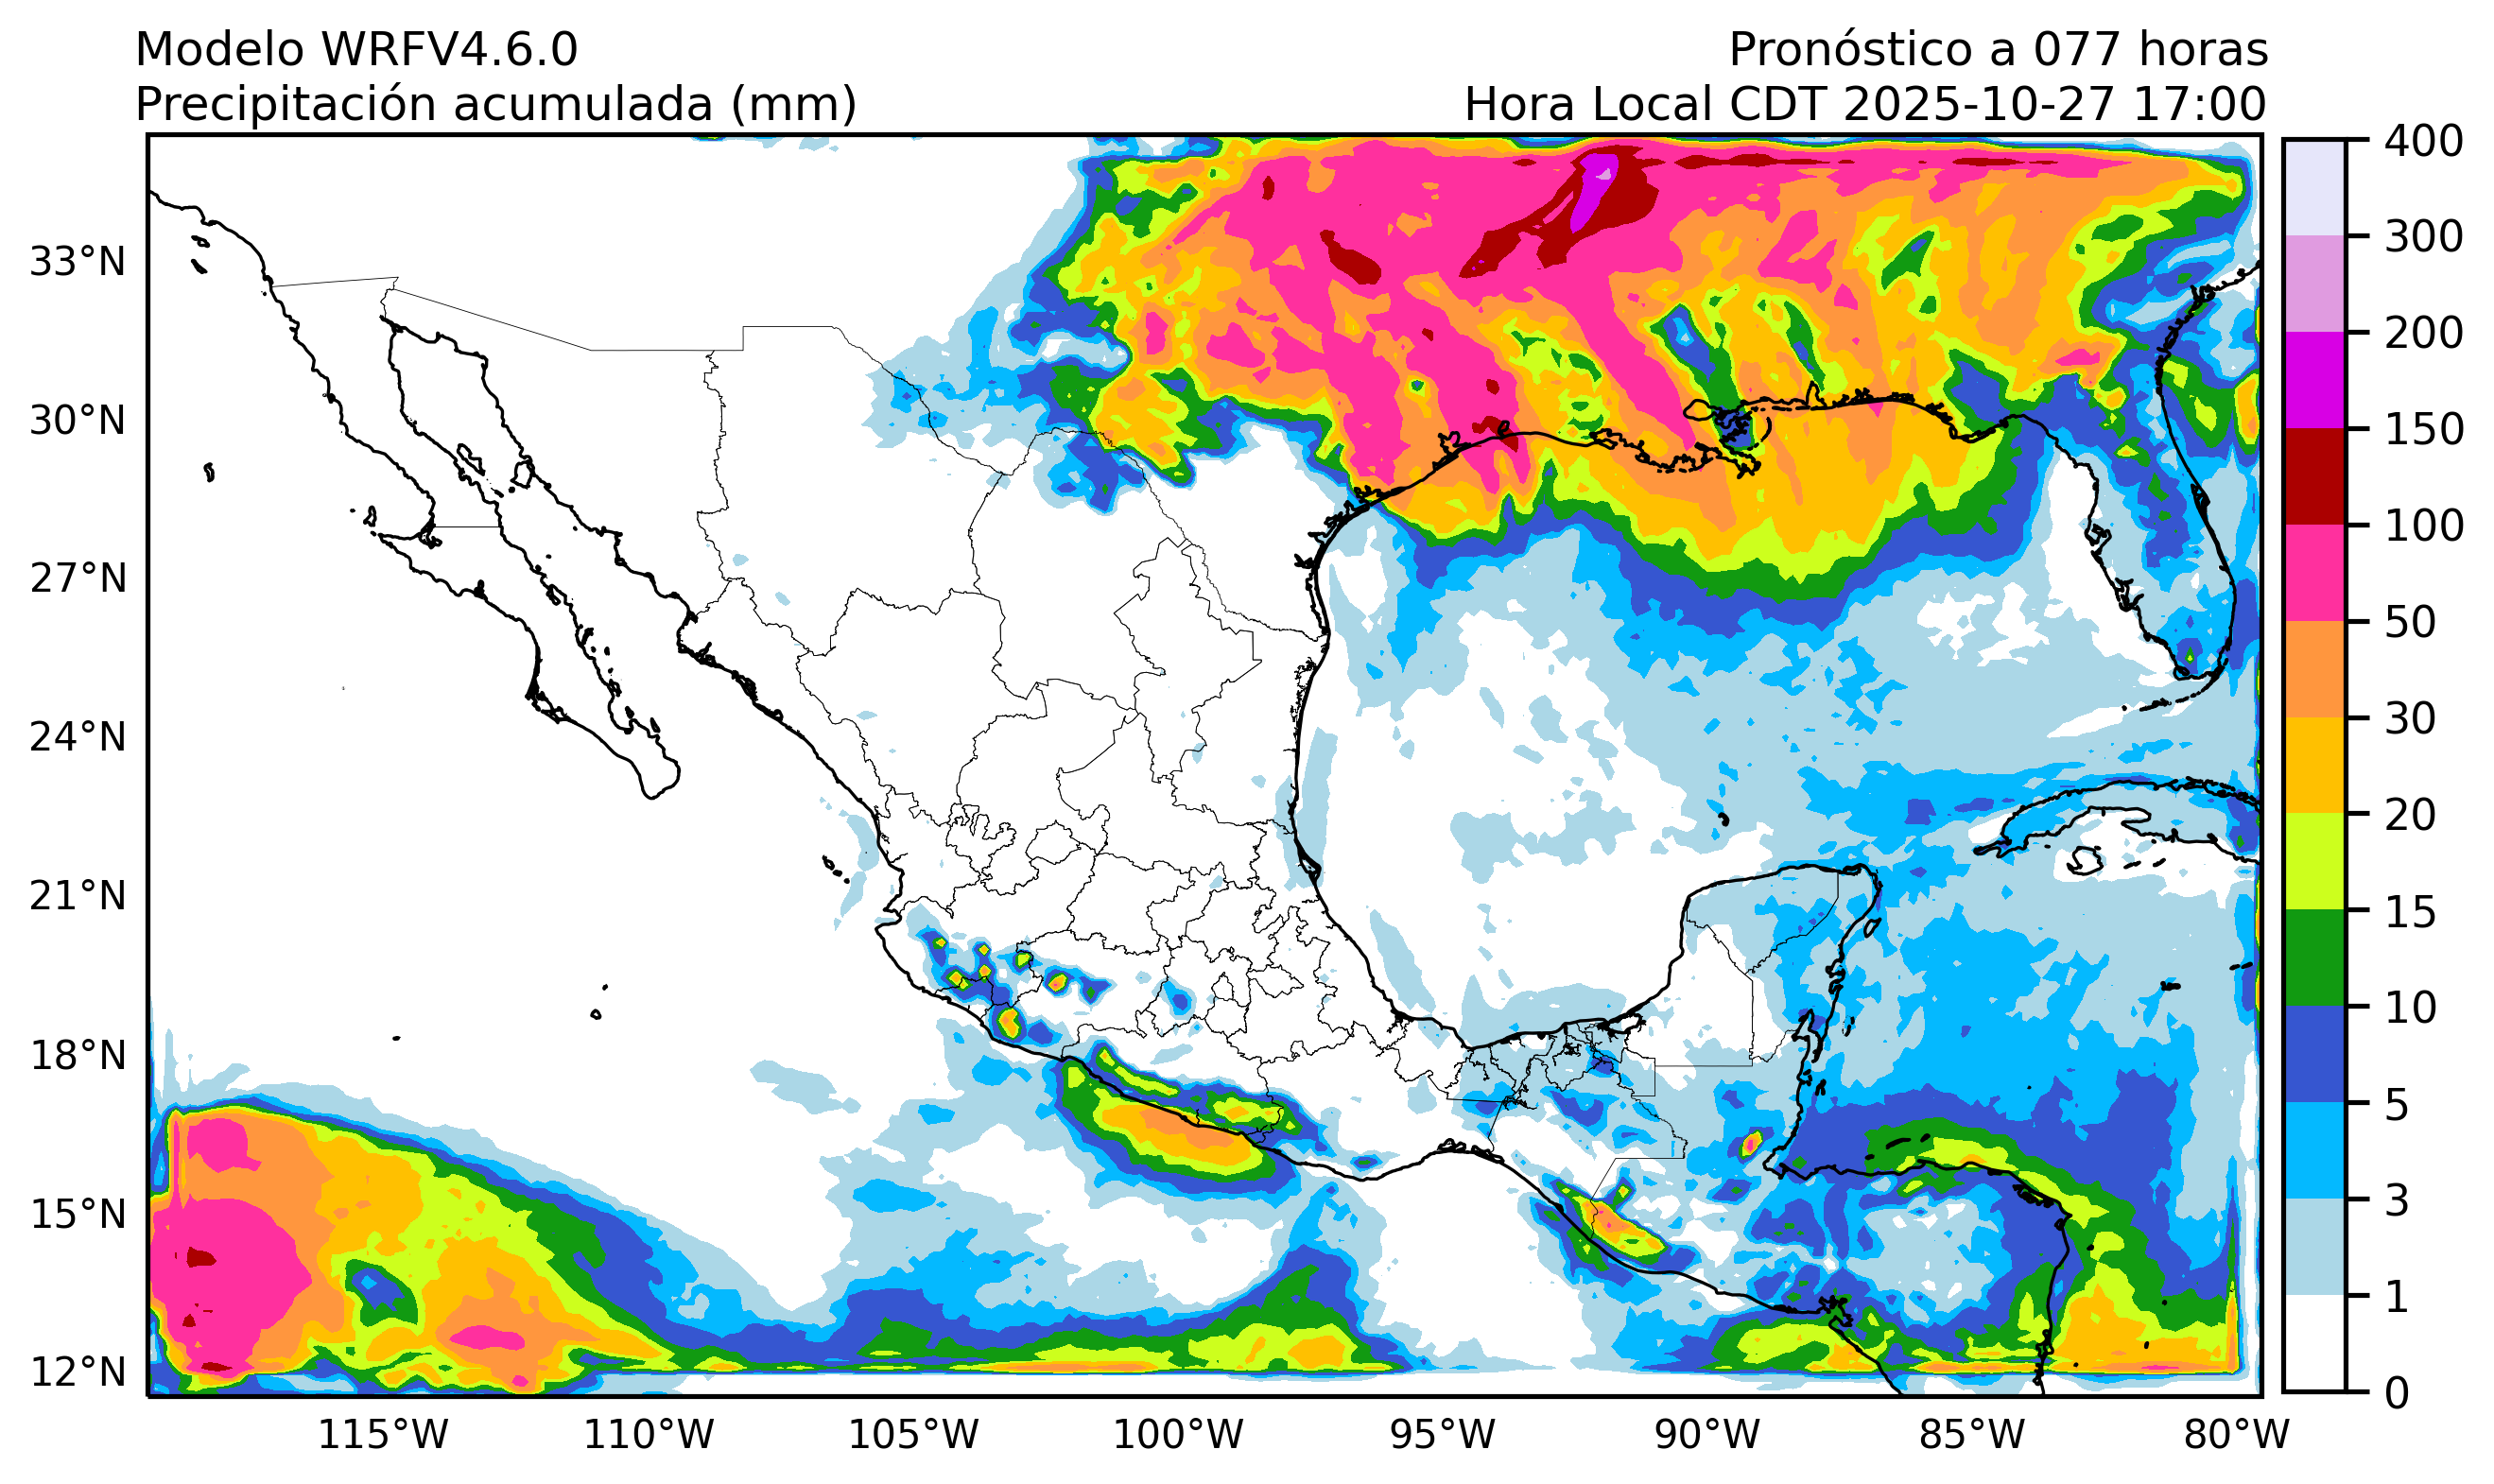 Modelo WRFV4.6.0
Pronóstico a 077 horas
Precipitación acumulada (mm)
Hora Local CDT 2025-10-27 17:00
33°N
30°N
27°N
24°N
21°N
18°N
15°N
12°N
115°W
110°W
105°W
100°W
95°W
90°W
85°W
80°W
400
300
200
150
100
50
30
20
15
10
5
3
1
0